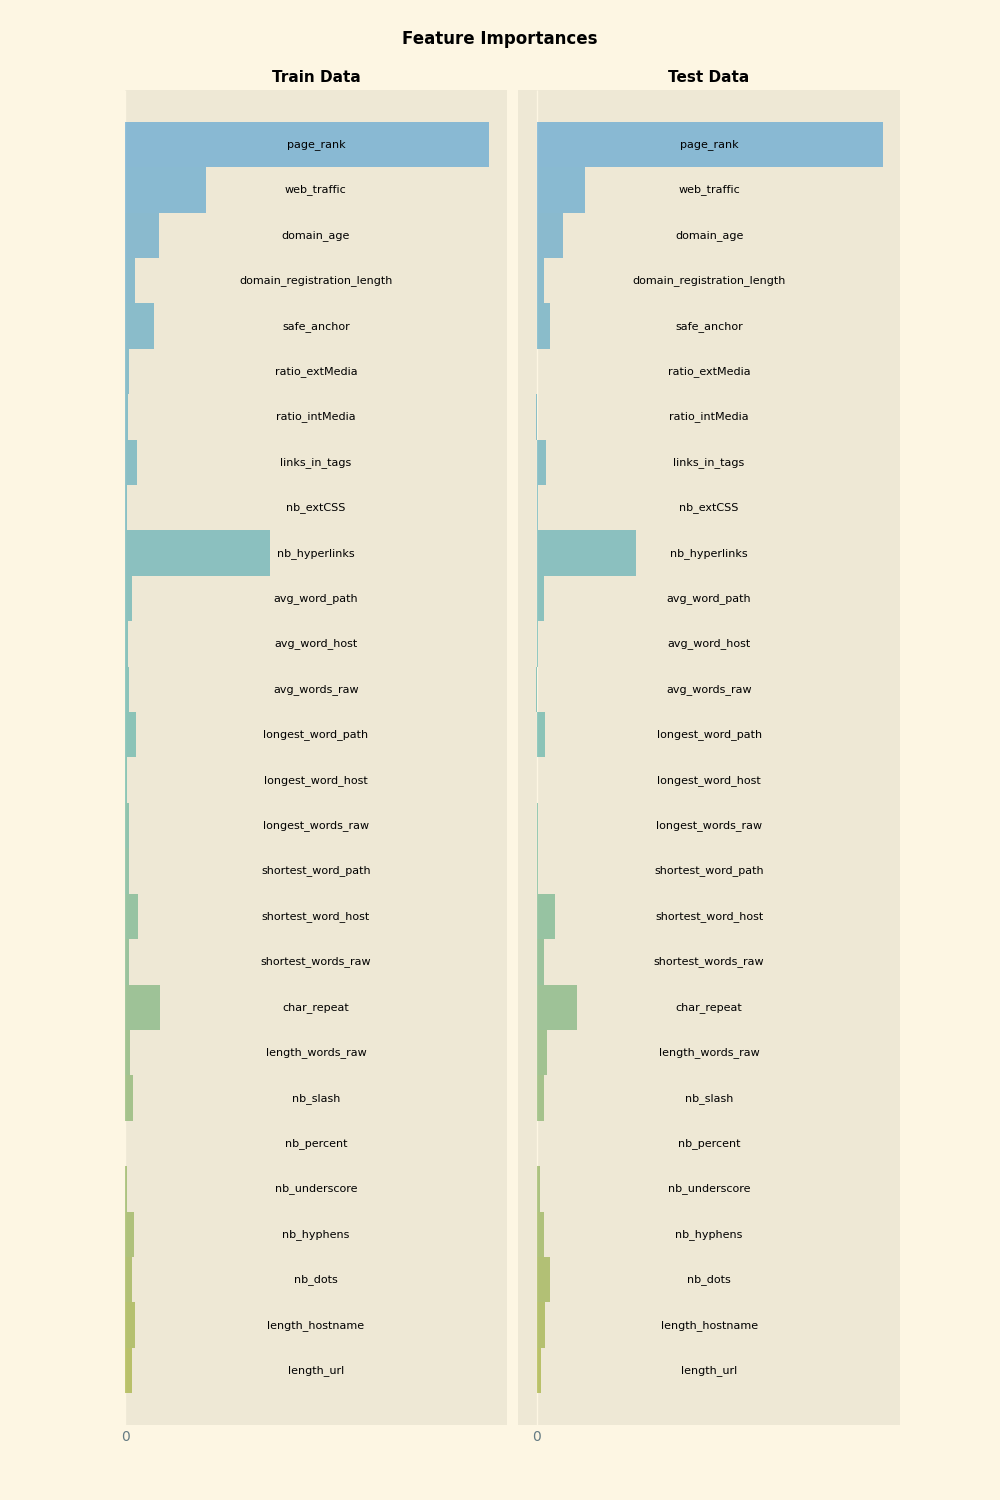 Feature Importances
Train Data
page_rank
web_traffic
domain_age
domain_registration_length
safe_anchor
ratio_extMedia
ratio_intMedia
links_in_tags
nb_extCSS
nb_hyperlinks
avg_word_path
avg_word_host
avg_words_raw
longest_word_path
longest_word_host
longest_words_raw
shortest_word_path
shortest_word_host
shortest_words_raw
char_repeat
length_words_raw
nb_slash
nb_percent
nb_underscore
nb_hyphens
nb_dots
length_hostname
length_url
0
Test Data
page_rank
web_traffic
domain_age
domain_registration_length
safe_anchor
ratio_extMedia
ratio_intMedia
links_in_tags
nb_extCSS
nb_hyperlinks
avg_word_path
avg_word_host
avg_words_raw
longest_word_path
longest_word_host
longest_words_raw
shortest_word_path
shortest_word_host
shortest_words_raw
char_repeat
length_words_raw
nb_slash
nb_percent
nb_underscore
nb_hyphens
nb_dots
length_hostname
length_url
0